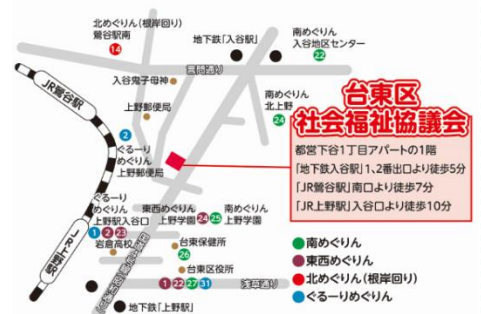 北めぐりん(根岸回り)
鶯谷駅南
14
地下鉄「入谷駅」
南めぐりん
入谷地区センター
22
言問通り
JR鶯谷駅
入谷鬼子母神
上野郵便局
南めぐりん
北上野
24
台東区
社会福祉協議会
都営下谷1丁目アパートの1階
「地下鉄入谷駅」1、2番出口より徒歩5分
「JR鶯谷駅」南口より徒歩7分
「JR上野駅」入谷口より徒歩10分
2
ぐるーり
めぐりん
上野郵便局
ぐるーり
めぐりん
上野駅入谷口
1 2 23
岩倉高校
東西めぐりん
上野学園
24 25
南めぐりん
上野学園
台東保健所
26
台東区役所
1 22 27 31
浅草通り
JR上野駅
地下鉄「上野駅」
南めぐりん
東西めぐりん
北めぐりん(根岸回り)
ぐるーりめぐりん